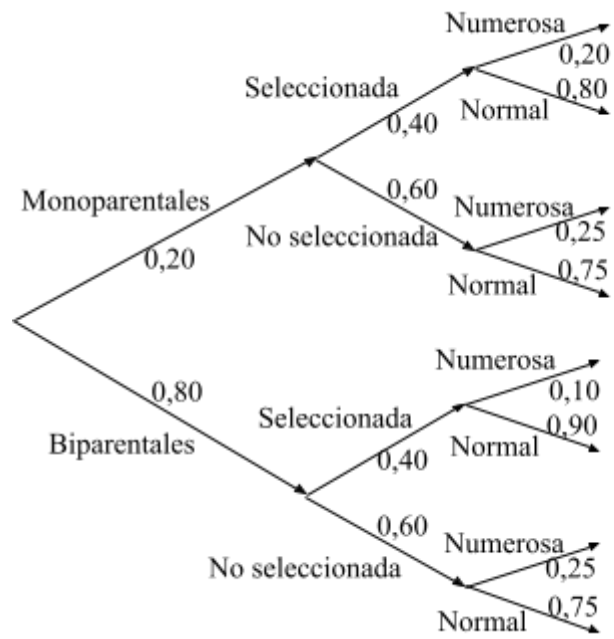 Numerosa
0,20
Seleccionada
0,80
0,40
Normal
Monoparentales
0,60
Numerosa
No seleccionada
0,25
0,20
0,75
Normal
Numerosa
0,80
0,10
Seleccionada
0,90
Biparentales
Normal
0,40
0,60
Numerosa
No seleccionada
0,25
0,75
Normal